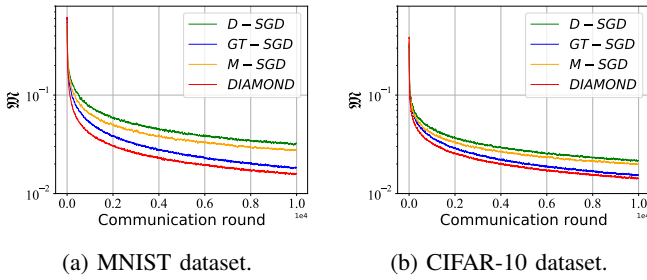 D − SGD
GT − SGD
M − SGD
DIAMOND
𝔐
10⁻¹
10⁻²
0.0 0.2 0.4 0.6 0.8 1.0
1e4
Communication round
(a) MNIST dataset.
D − SGD
GT − SGD
M − SGD
DIAMOND
𝔐
10⁻¹
10⁻²
0.0 0.2 0.4 0.6 0.8 1.0
1e4
Communication round
(b) CIFAR-10 dataset.